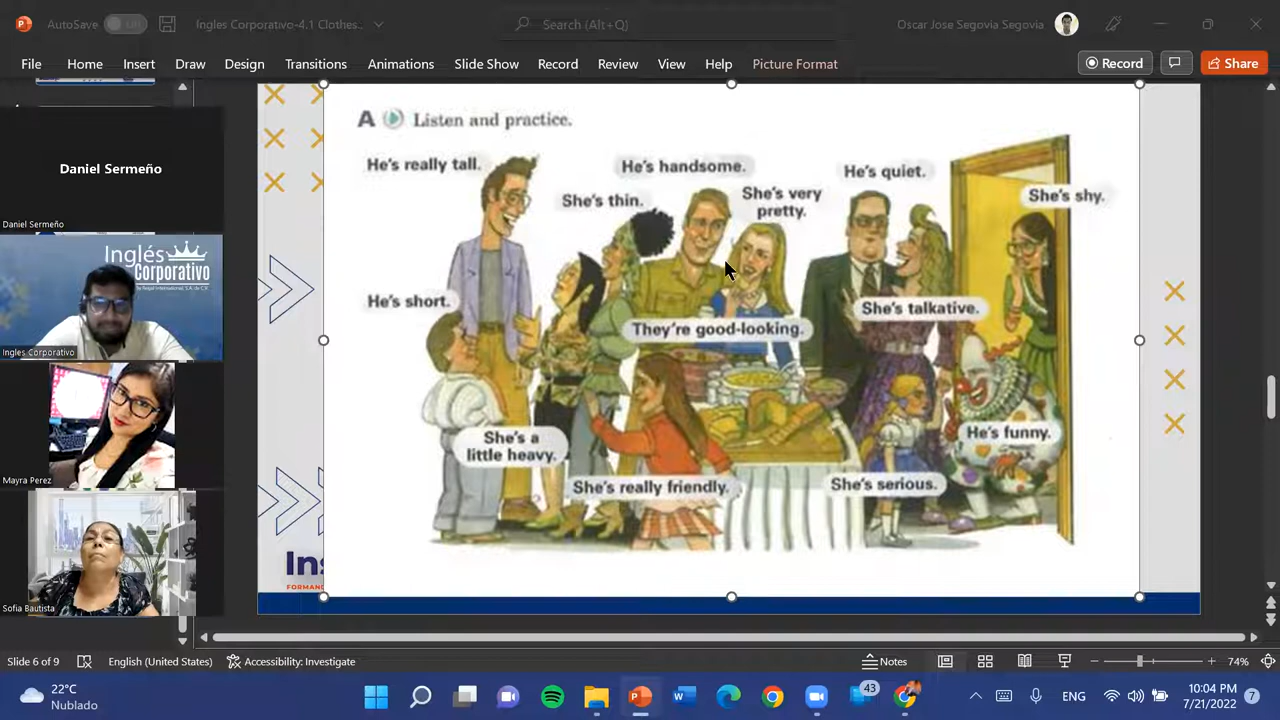 AutoSave
Off
Ingles Corporativo-4.1 Clothes...
Search (Alt+Q)
Oscar Jose Segovia Segovia
File
Home
Insert
Draw
Design
Transitions
Animations
Slide Show
Record
Review
View
Help
Picture Format
Record
Share
A Listen and practice.
He's really tall.
He's handsome.
He's quiet.
She's thin.
She's very
pretty.
She's shy.
He's short.
She's talkative.
They're good-looking.
She's a
little heavy.
He's funny.
She's really friendly.
She's serious.
Daniel Sermeño
Daniel Sermeño
Inglés
Corporativo
Ingles Corporativo
Mayra Perez
Sofia Bautista
Ins
FORMAN
Slide 6 of 9
English (United States)
Accessibility: Investigate
Notes
74%
22°C
Nublado
43
ENG
10:04 PM
7/21/2022
7